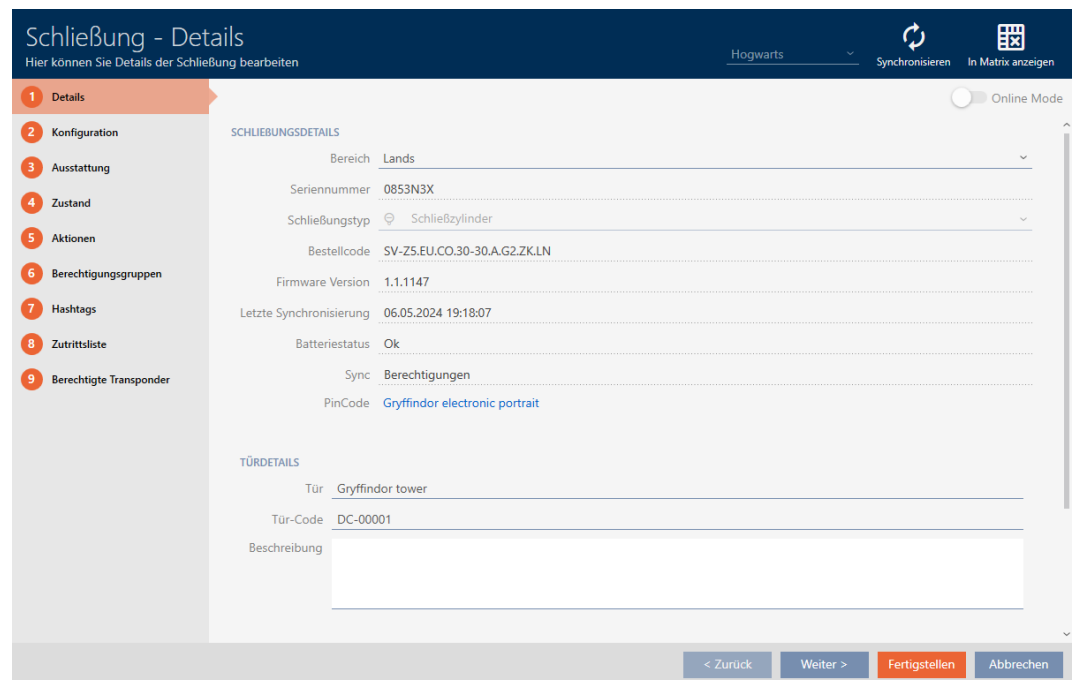 Schließung - Details
Hier können Sie Details der Schließung bearbeiten
Hogwarts
Synchronisieren
In Matrix anzeigen
1 Details
2 Konfiguration
3 Ausstattung
4 Zustand
5 Aktionen
6 Berechtigungsgruppen
7 Hashtags
8 Zutrittsliste
9 Berechtigte Transponder
Online Mode
SCHLIEßUNGSDETAILS
Bereich Lands
Seriennummer 0853N3X
Schließungstyp Schließzylinder
Bestellcode SV-Z5.EU.CO.30-30.A.G2.ZK.LN
Firmware Version 1.1.1147
Letzte Synchronisierung 06.05.2024 19:18:07
Batteriestatus Ok
Sync Berechtigungen
PinCode Gryffindor electronic portrait
TÜRDETAILS
Tür Gryffindor tower
Tür-Code DC-00001
Beschreibung
< Zurück
Weiter >
Fertigstellen
Abbrechen